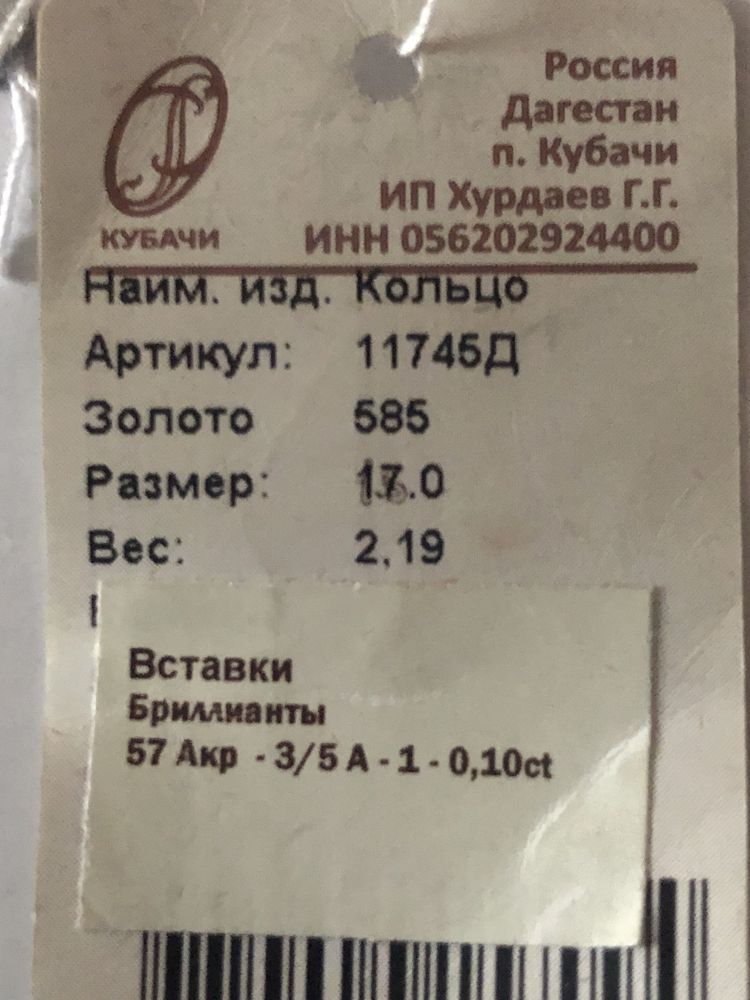 Россия
Дагестан
п. Кубачи
ИП Хурдаев Г.Г.
КУБАЧИ
ИНН 056202924400
Наим. изд. Кольцо
Артикул: 11745Д
Золото 585
Размер: 17.0
Вес: 2,19
Вставки
Бриллианты
57 Акр - 3/5 А - 1 - 0,10ct